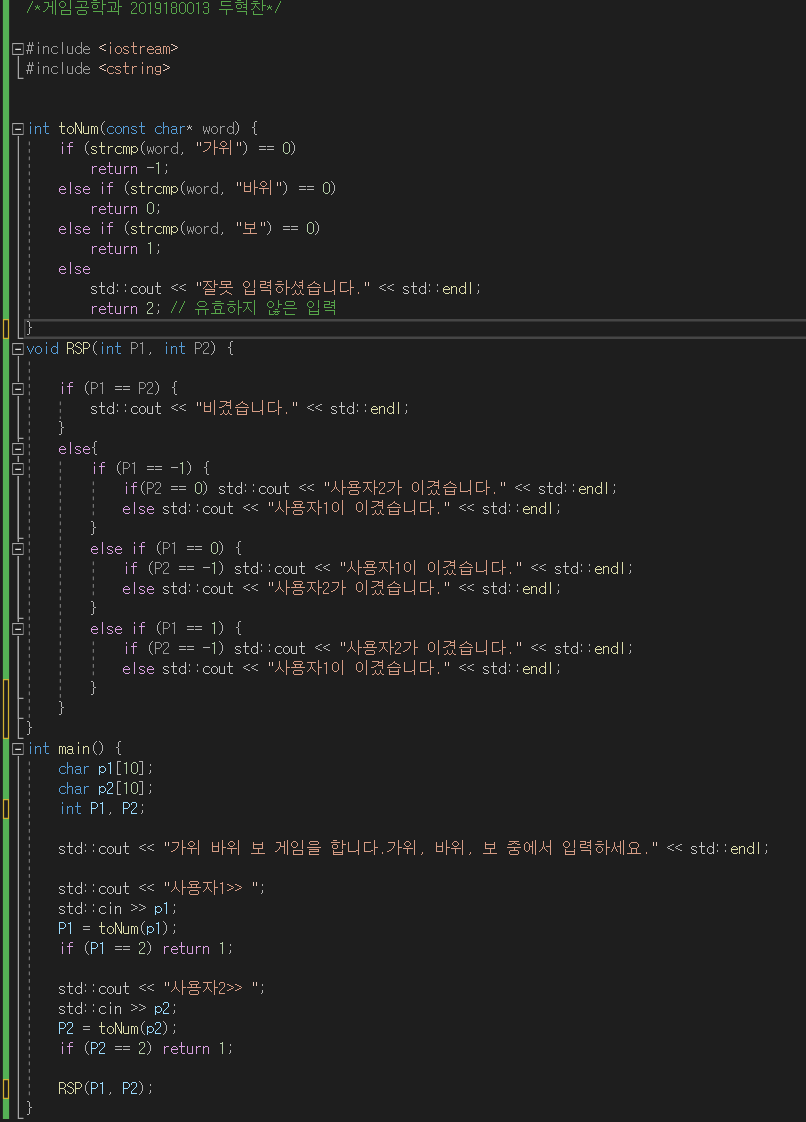 /*게임공학과 2019180013 두혁찬*/
#include <iostream>
#include <cstring>
int toNum(const char* word) {
if (strcmp(word, "가위") == 0)
return -1;
else if (strcmp(word, "바위") == 0)
return 0;
else if (strcmp(word, "보") == 0)
return 1;
else
std::cout << "잘못 입력하셨습니다." << std::endl;
return 2; // 유효하지 않은 입력
}
void RSP(int P1, int P2) {
if (P1 == P2) {
std::cout << "비겼습니다." << std::endl;
}
else{
if (P1 == -1) {
if(P2 == 0) std::cout << "사용자2가 이겼습니다." << std::endl;
else std::cout << "사용자1이 이겼습니다." << std::endl;
}
else if (P1 == 0) {
if (P2 == -1) std::cout << "사용자1이 이겼습니다." << std::endl;
else std::cout << "사용자2가 이겼습니다." << std::endl;
}
else if (P1 == 1) {
if (P2 == -1) std::cout << "사용자2가 이겼습니다." << std::endl;
else std::cout << "사용자1이 이겼습니다." << std::endl;
}
}
}
int main() {
char p1[10];
char p2[10];
int P1, P2;
std::cout << "가위 바위 보 게임을 합니다.가위, 바위, 보 중에서 입력하세요." << std::endl;
std::cout << "사용자1>> ";
std::cin >> p1;
P1 = toNum(p1);
if (P1 == 2) return 1;
std::cout << "사용자2>> ";
std::cin >> p2;
P2 = toNum(p2);
if (P2 == 2) return 1;
RSP(P1, P2);
}